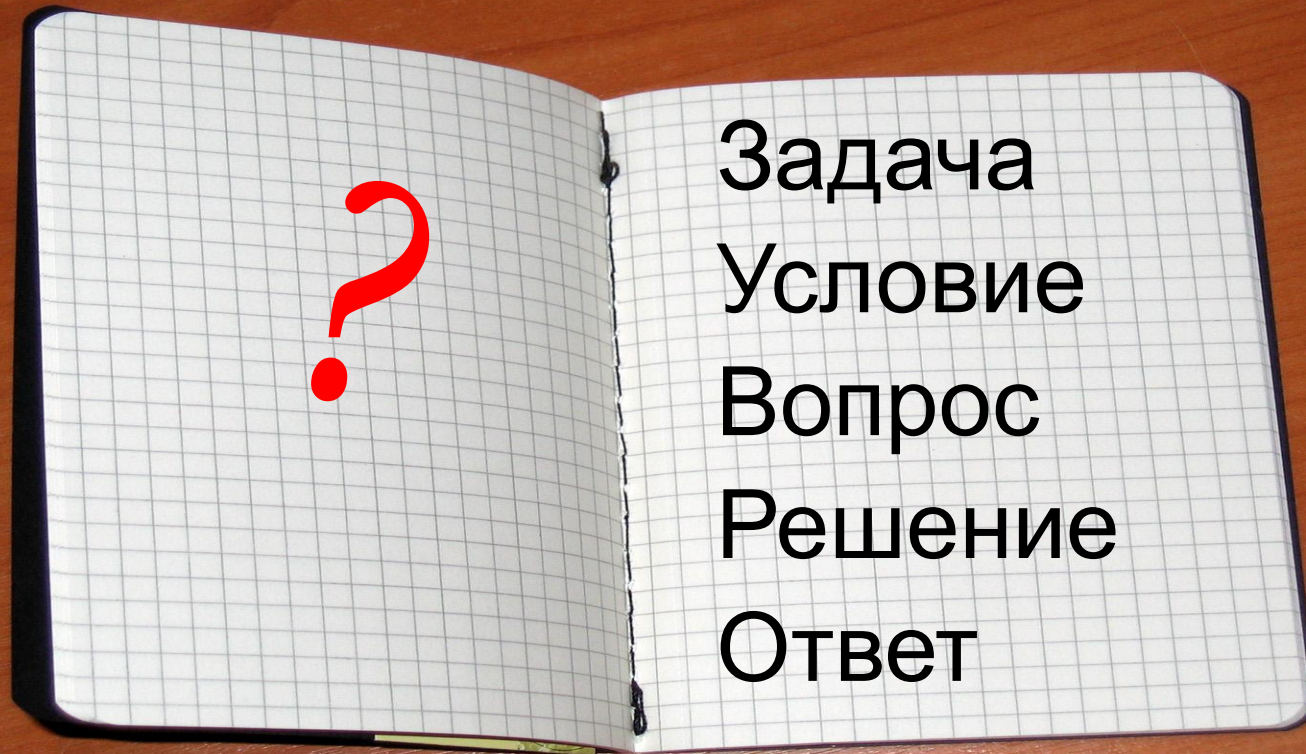 ?
Задача
Условие
Вопрос
Решение
Ответ